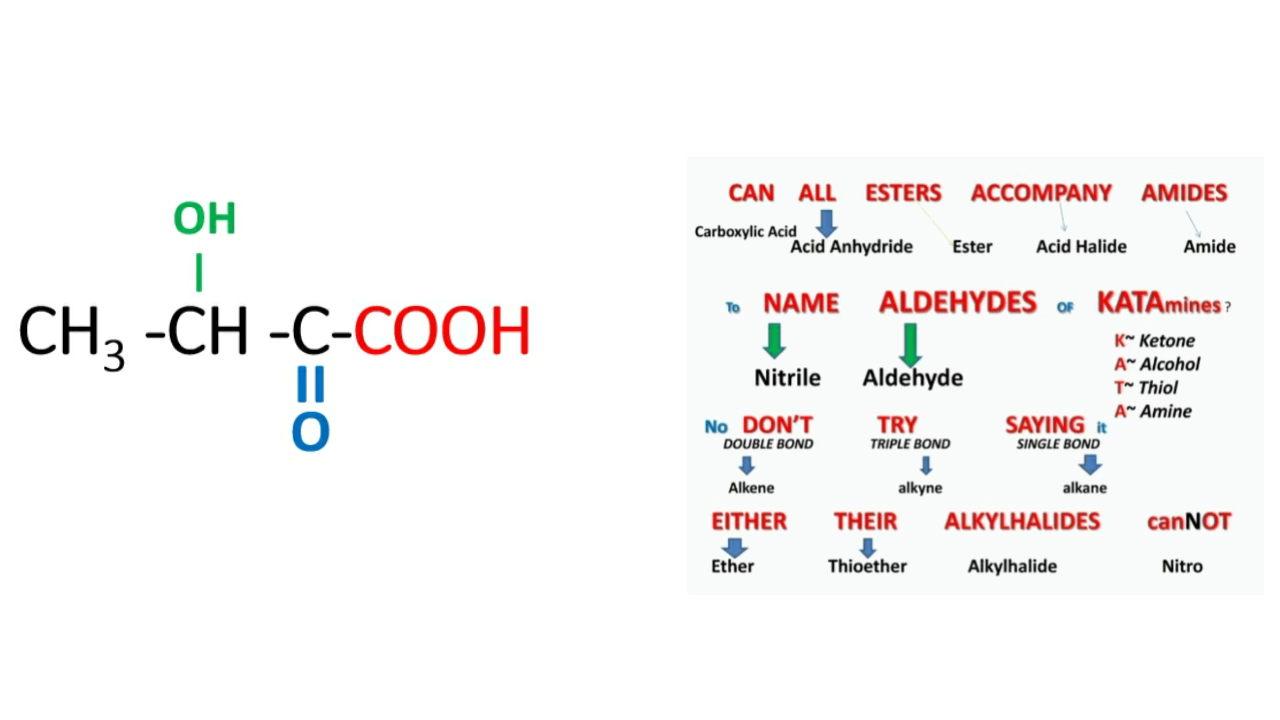 OH
CH₃ -CH -C-COOH
O
CAN ALL ESTERS ACCOMPANY AMIDES
Carboxylic Acid Acid Anhydride Ester Acid Halide Amide
To NAME ALDEHYDES OF KATAmines ?
K~ Ketone
A~ Alcohol
T~ Thiol
A~ Amine
Nitrile Aldehyde
No DON'T TRY SAYING it
DOUBLE BOND TRIPLE BOND SINGLE BOND
Alkene alkyne alkane
EITHER THEIR ALKYLHALIDES canNOT
Ether Thioether Alkylhalide Nitro